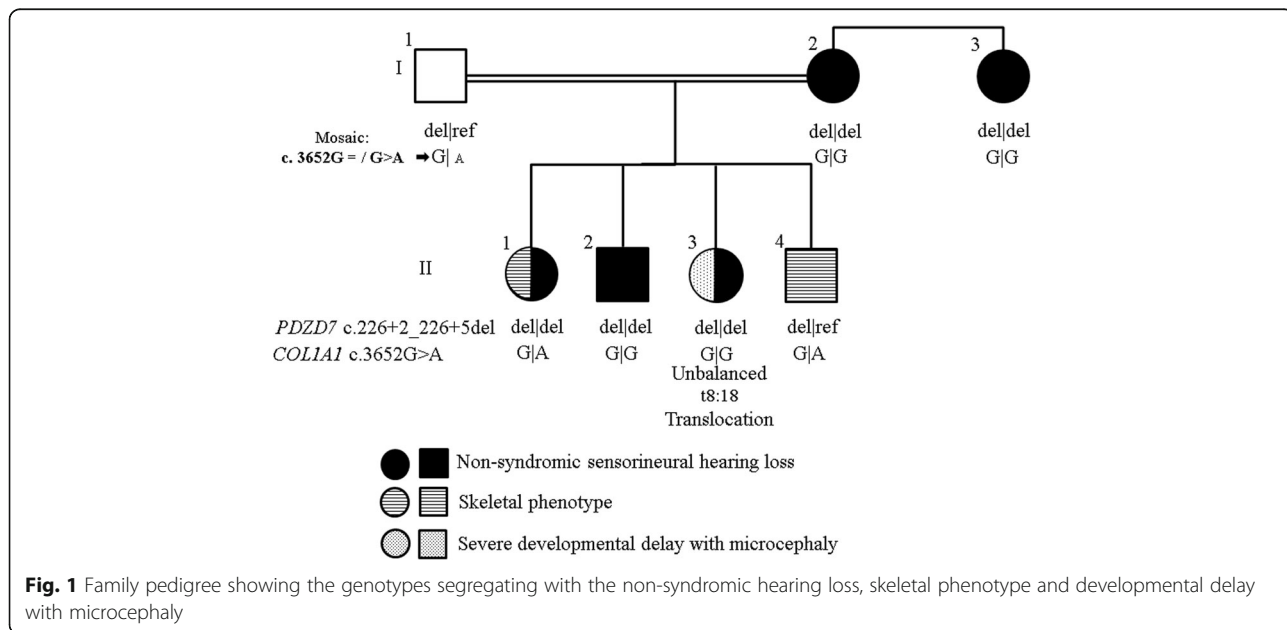 1
2
3
I
del|ref
del|del
del|del
Mosaic:
c. 3652G = / G>A ➡ G| A
G|G
G|G
1
2
3
4
II
PDZD7 c.226+2_226+5del
del|del
del|del
del|del
del|ref
COL1A1 c.3652G>A
G|A
G|G
G|G
G|A
Unbalanced
t8:18
Translocation
Non-syndromic sensorineural hearing loss
Skeletal phenotype
Severe developmental delay with microcephaly
Fig. 1 Family pedigree showing the genotypes segregating with the non-syndromic hearing loss, skeletal phenotype and developmental delay
with microcephaly